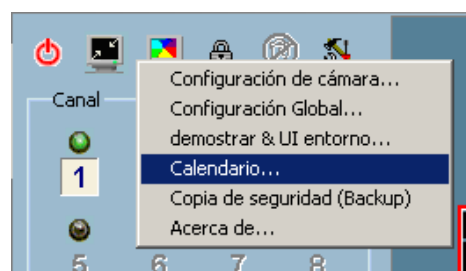 Configuración de cámara...
Canal
Configuración Global...
demostrar & UI entorno...
Calendario...
1
Copia de seguridad (Backup)
Acerca de...
5 6 7 8